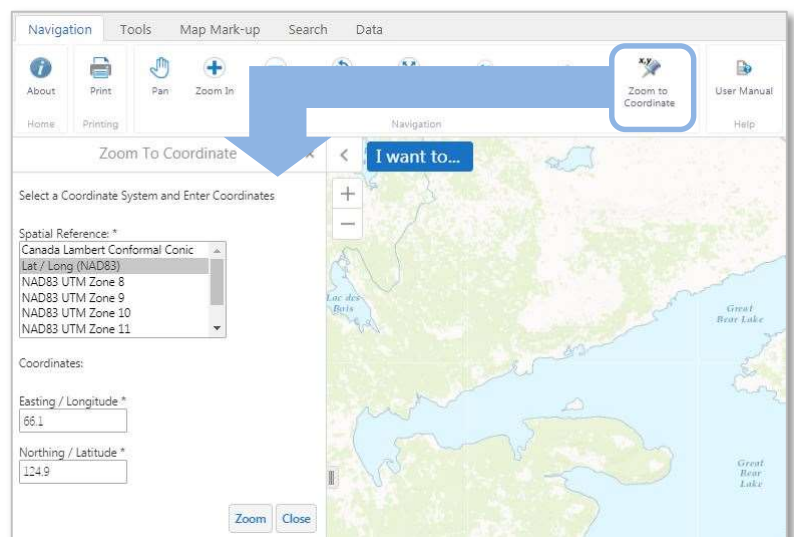 Navigation Tools Map Mark-up Search Data
About Print Pan Zoom In Zoom to Coordinate User Manual
Home Printing Navigation Help
Zoom To Coordinate
I want to...
Select a Coordinate System and Enter Coordinates
Spatial Reference: *
Canada Lambert Conformal Conic
Lat / Long (NAD83)
NAD83 UTM Zone 8
NAD83 UTM Zone 9
NAD83 UTM Zone 10
NAD83 UTM Zone 11
Coordinates:
Easting / Longitude *
66.1
Northing / Latitude *
124.9
Zoom Close
x,y
Lac des
Bois
Great
Bear Lake
Great
Bear
Lake